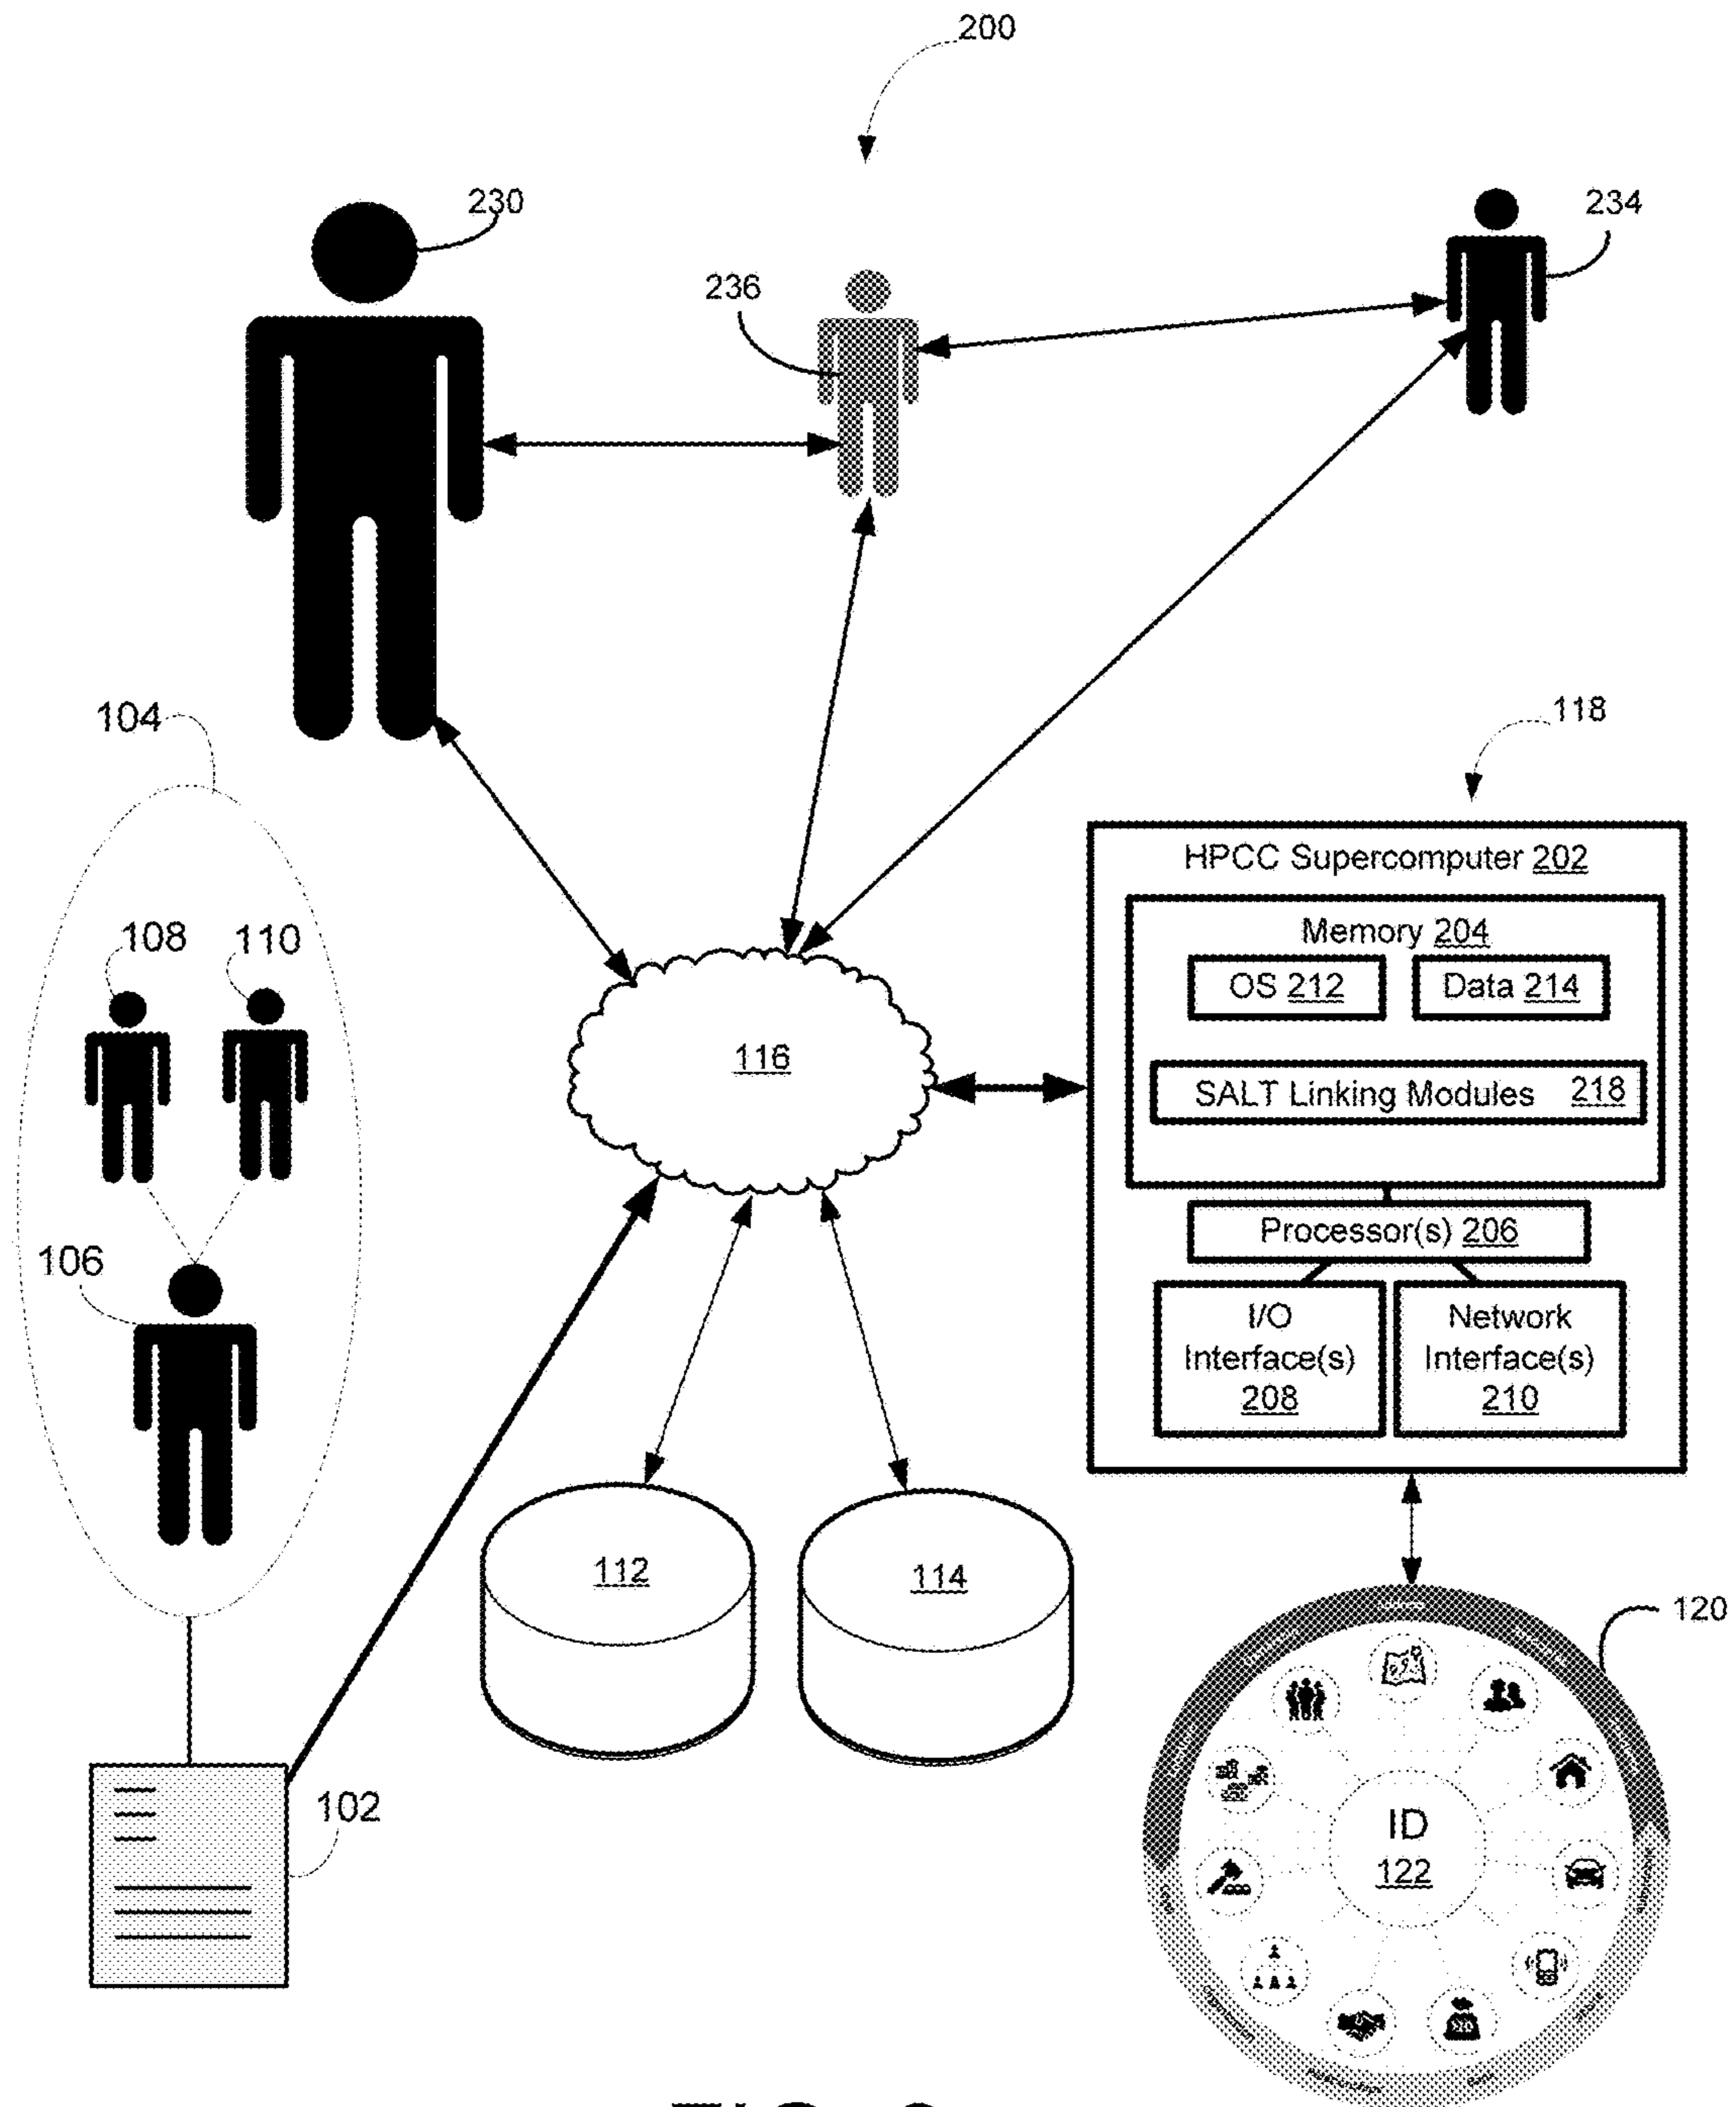 200
230
234
236
104
118
HPCC Supercomputer 202
Memory 204
OS 212
Data 214
108
110
116
SALT Linking Modules 218
Processor(s) 206
106
I/O
Interface(s)
208
Network
Interface(s)
210
112
114
120
102
ID
122